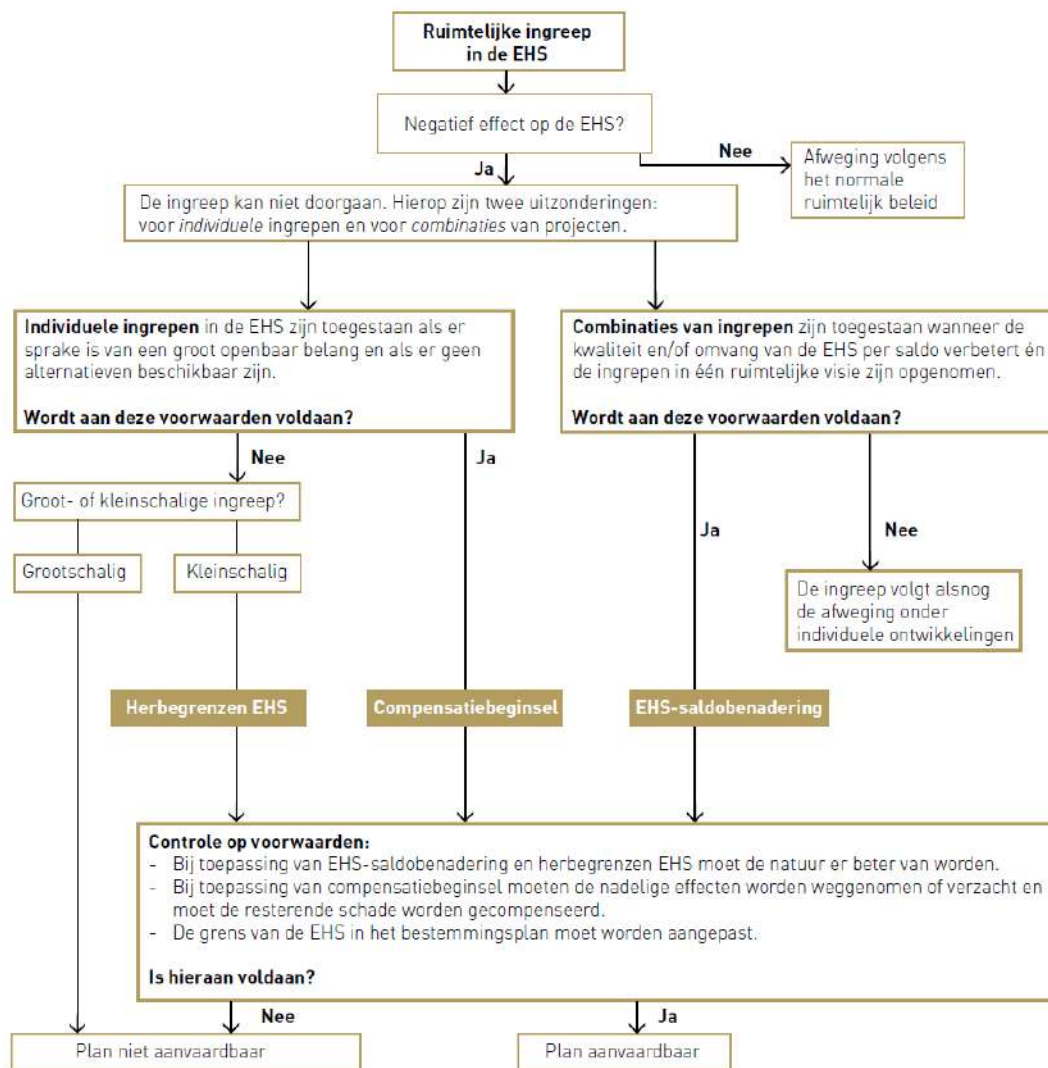 Ruimtelijke ingreep
in de EHS
Negatief effect op de EHS?
Nee
Ja
Afweging volgens
het normale
ruimtelijk beleid
De ingreep kan niet doorgaan. Hierop zijn twee uitzonderingen:
voor individuele ingrepen en voor combinaties van projecten.
Individuele ingrepen in de EHS zijn toegestaan als er
sprake is van een groot openbaar belang en als er geen
alternatieven beschikbaar zijn.
Wordt aan deze voorwaarden voldaan?
Combinaties van ingrepen zijn toegestaan wanneer de
kwaliteit en/of omvang van de EHS per saldo verbetert én
de ingrepen in één ruimtelijke visie zijn opgenomen.
Wordt aan deze voorwaarden voldaan?
Nee
Ja
Groot- of kleinschalige ingreep?
Ja
Nee
Grootschalig
Kleinschalig
De ingreep volgt alsnog
de afweging onder
individuele ontwikkelingen
Herbegrenzen EHS
Compensatiebeginsel
EHS-saldobenadering
Controle op voorwaarden:
- Bij toepassing van EHS-saldobenadering en herbegrenzen EHS moet de natuur er beter van worden.
- Bij toepassing van compensatiebeginsel moeten de nadelige effecten worden weggenomen of verzacht en
moet de resterende schade worden gecompenseerd.
- De grens van de EHS in het bestemmingsplan moet worden aangepast.
Is hieraan voldaan?
Nee
Ja
Plan niet aanvaardbaar
Plan aanvaardbaar